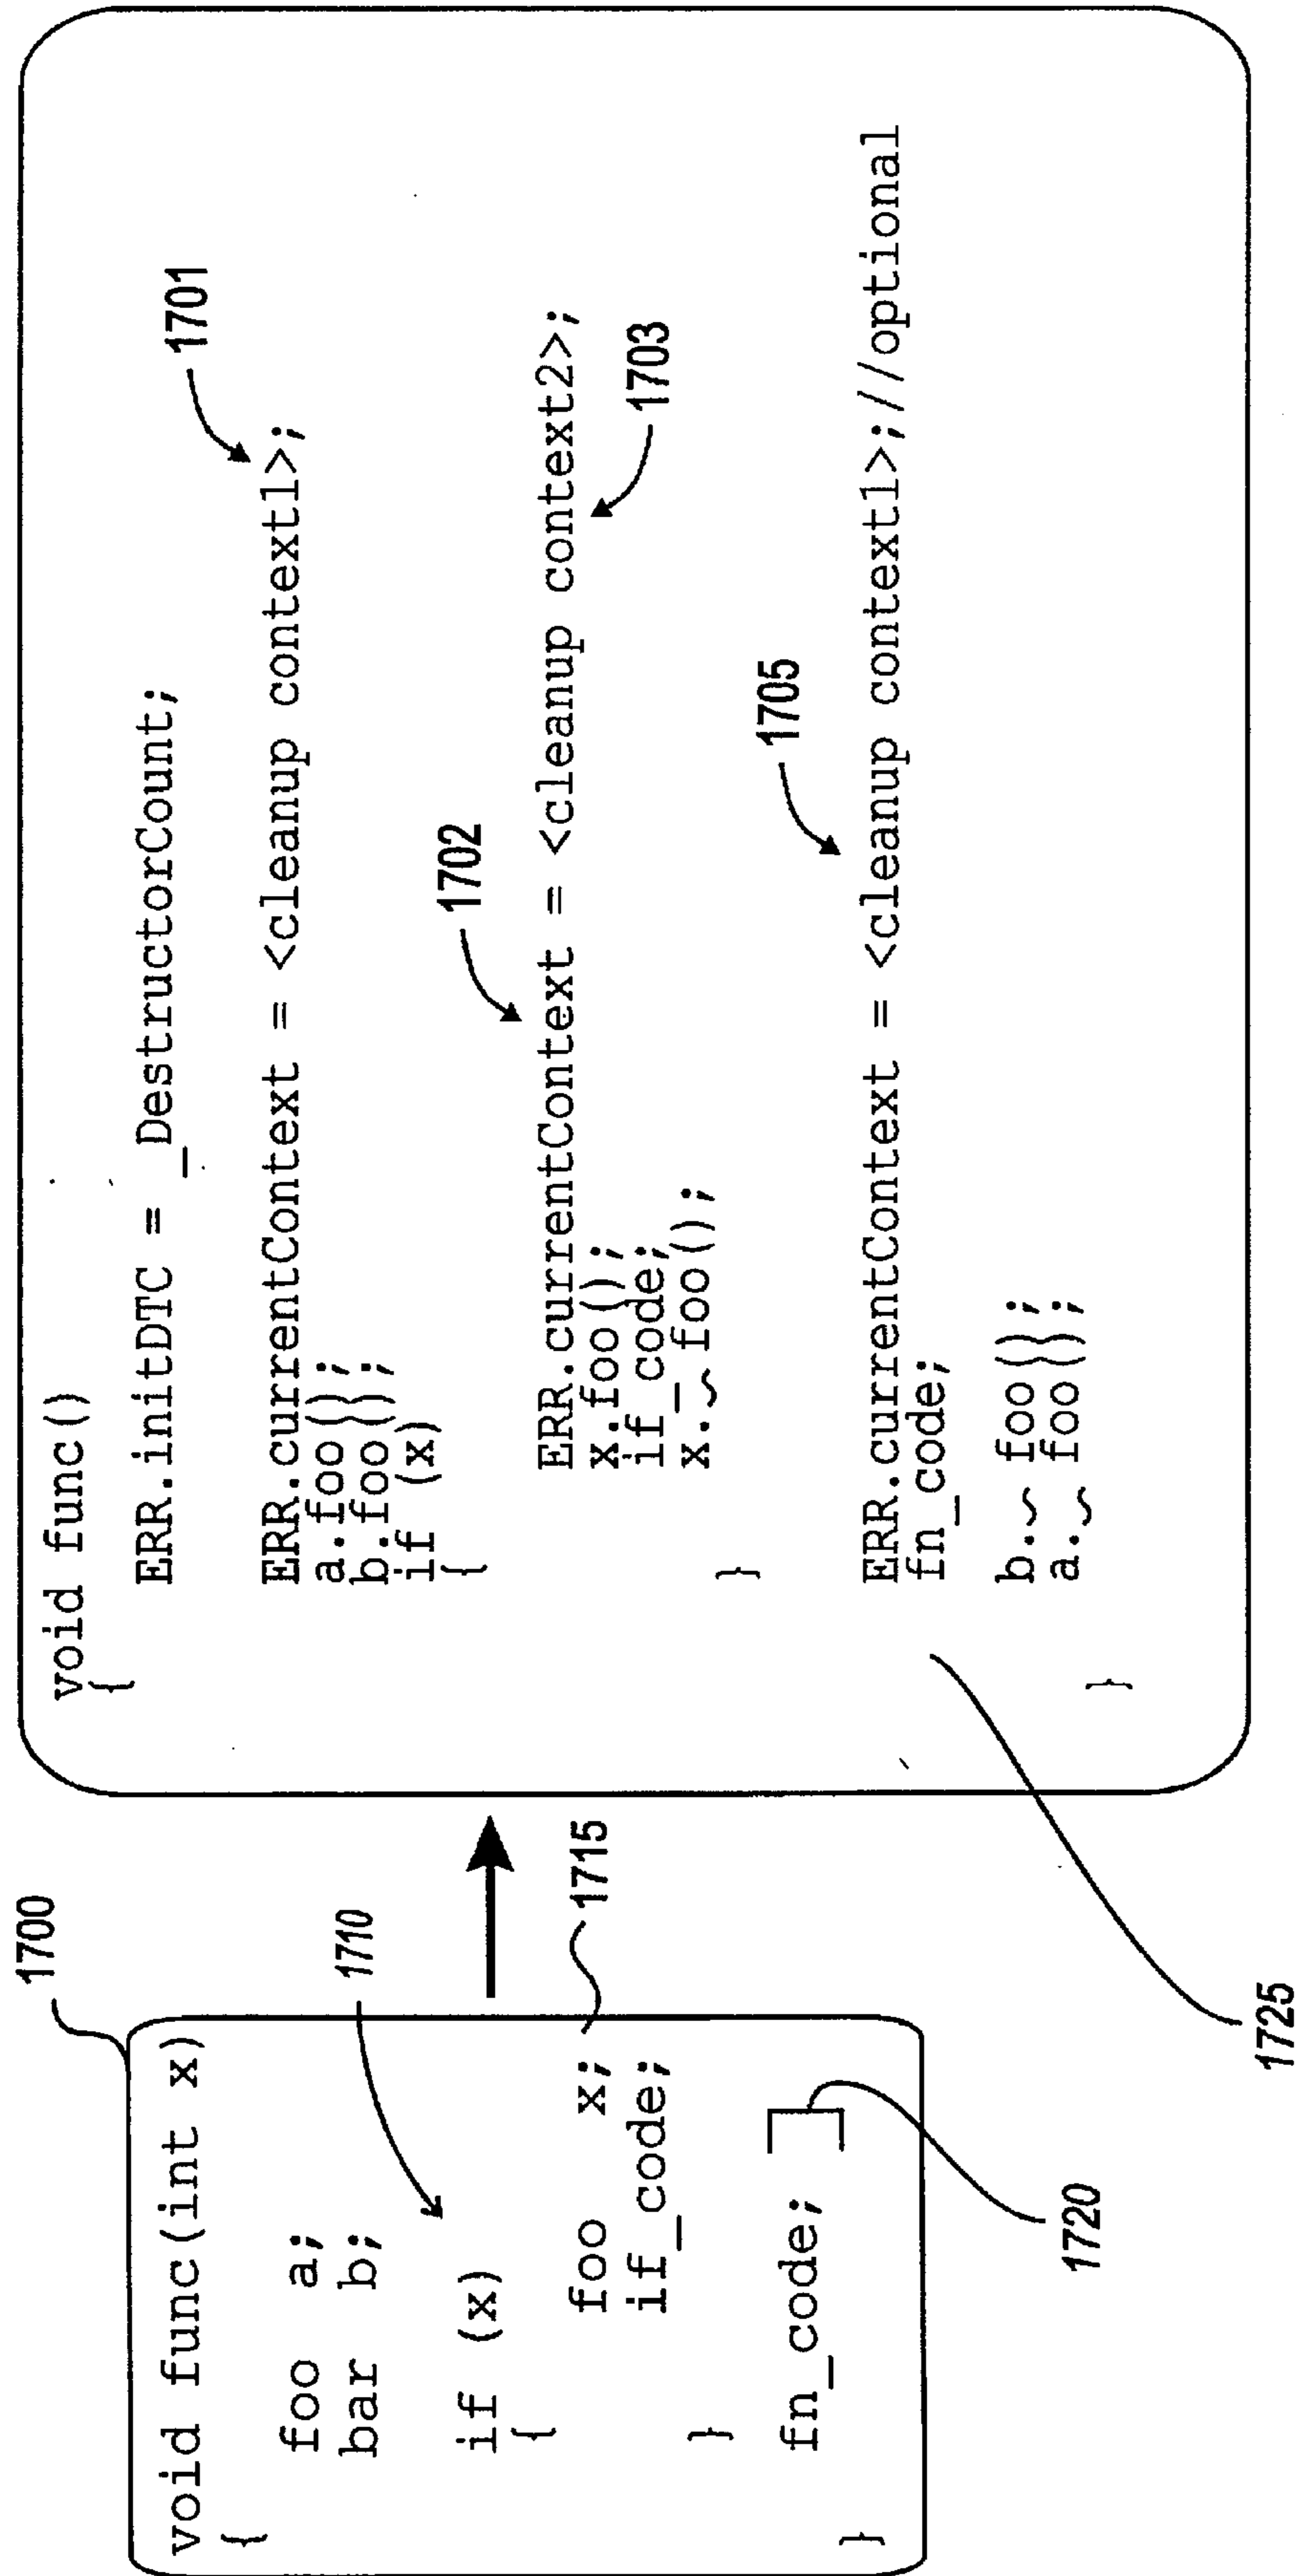 1700
void func(int x)
{
foo a;
bar b;
1710
if (x)
{
foo x;
1715
if_code;
}
fn_code;
1720
}
void func()
{
ERR.initDTC = _DestructorCount;
1701
ERR.currentContext = <cleanup context1>;
a.foo();
b.foo();
if (x)
{
1702
ERR.currentContext = <cleanup context2>;
1703
x.foo();
if_code;
x.~foo();
}
1705
ERR.currentContext = <cleanup context1>;//optional
fn_code;
b.~ foo();
a.~ foo();
}
1725